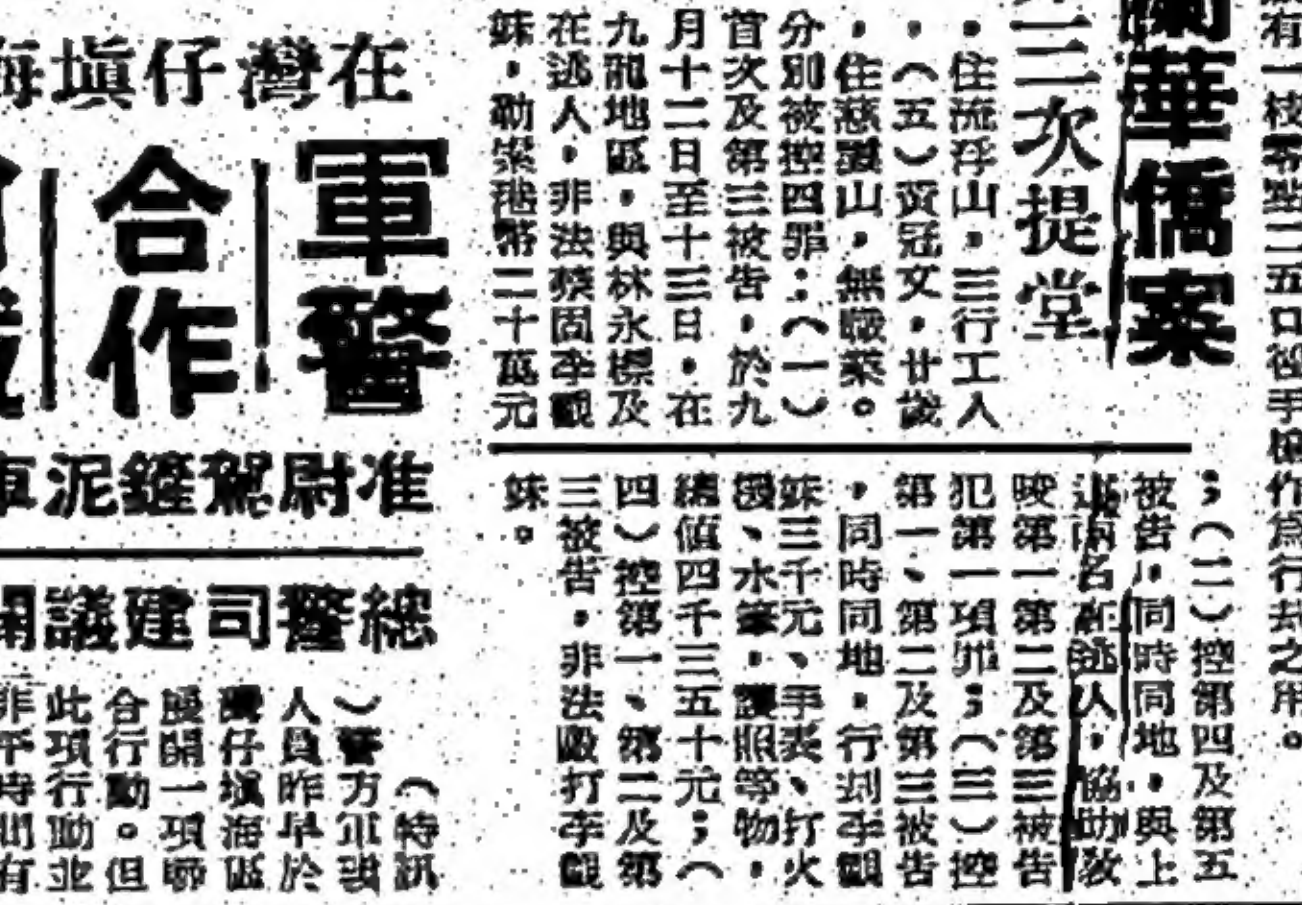 有一枝零點二五口徑手槍作為行劫之用。
華僑案
三次提堂
住流浮山,三行工人
,(五)黃冠文,廿歲
,住慈雲山,無職業。
分別被控四罪:(一)
首次及第三被告,於九
月十二日至十三日,在
九龍地區,與林永標及
在逃人,非法禁固李觀
妹,勒索港幣二十萬元
;(二)控第四及第五
被告,同時同地,與上
述兩名在逃人,協助教
唆第一第二及第三被告
犯第一項罪;(三)控
第一、第二及第三被告
,同時同地,行刦李觀
妹三千元、手表、打火
機、水筆,護照等物,
總值四千三五十元;(
四)控第一、第二及第
三被告,非法毆打李觀
妹。
在灣仔塡海
軍警
合作
准尉駕鏟泥車
總警司建議開
(特訊
)警方軍
人員昨早於
灣仔塡海區
展開一項聯
合行動。但
此項行動並
非平時